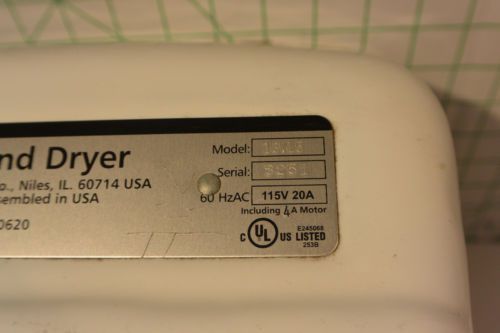 nd Dryer
o., Niles, IL. 60714 USA
sembled in USA
0620
Model:
Serial:
60 HzAC 115V 20A
Including 4A Motor
C UL US LISTED
E245068
253B